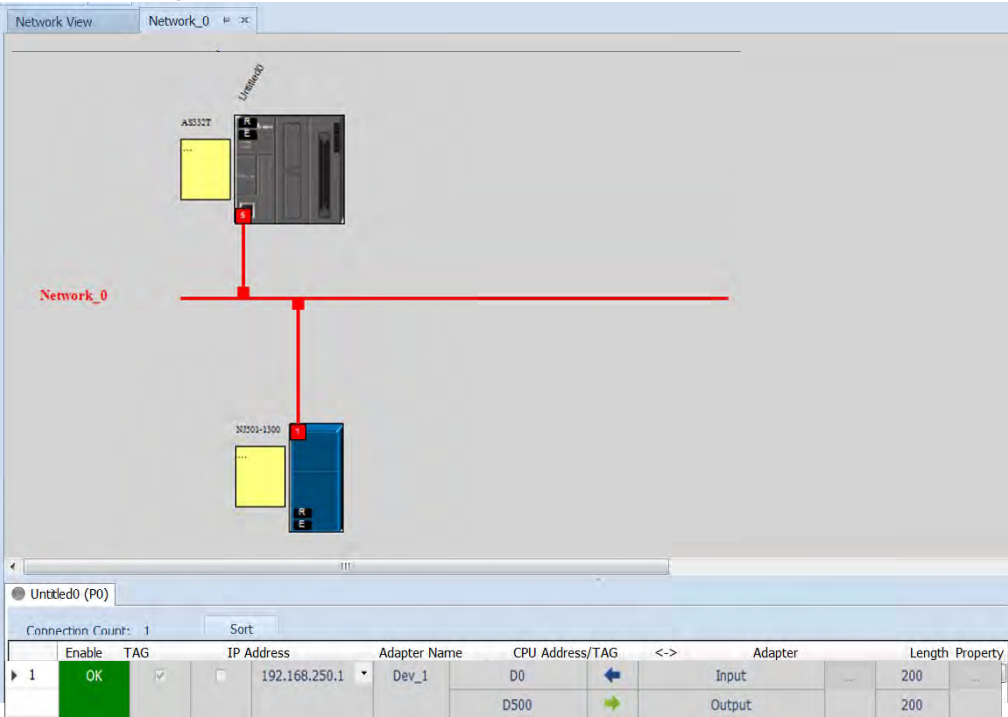 Network View Network_0
Untitled0
AS332T
R
E
...
5
Network_0
NJ501-1300
1
...
R
E
Untitled0 (P0)
Connection Count: 1 Sort
Enable TAG IP Address Adapter Name CPU Address/TAG <-> Adapter Length Property
1 OK 192.168.250.1 Dev_1 D0 Input ... 200 ...
D500 Output 200